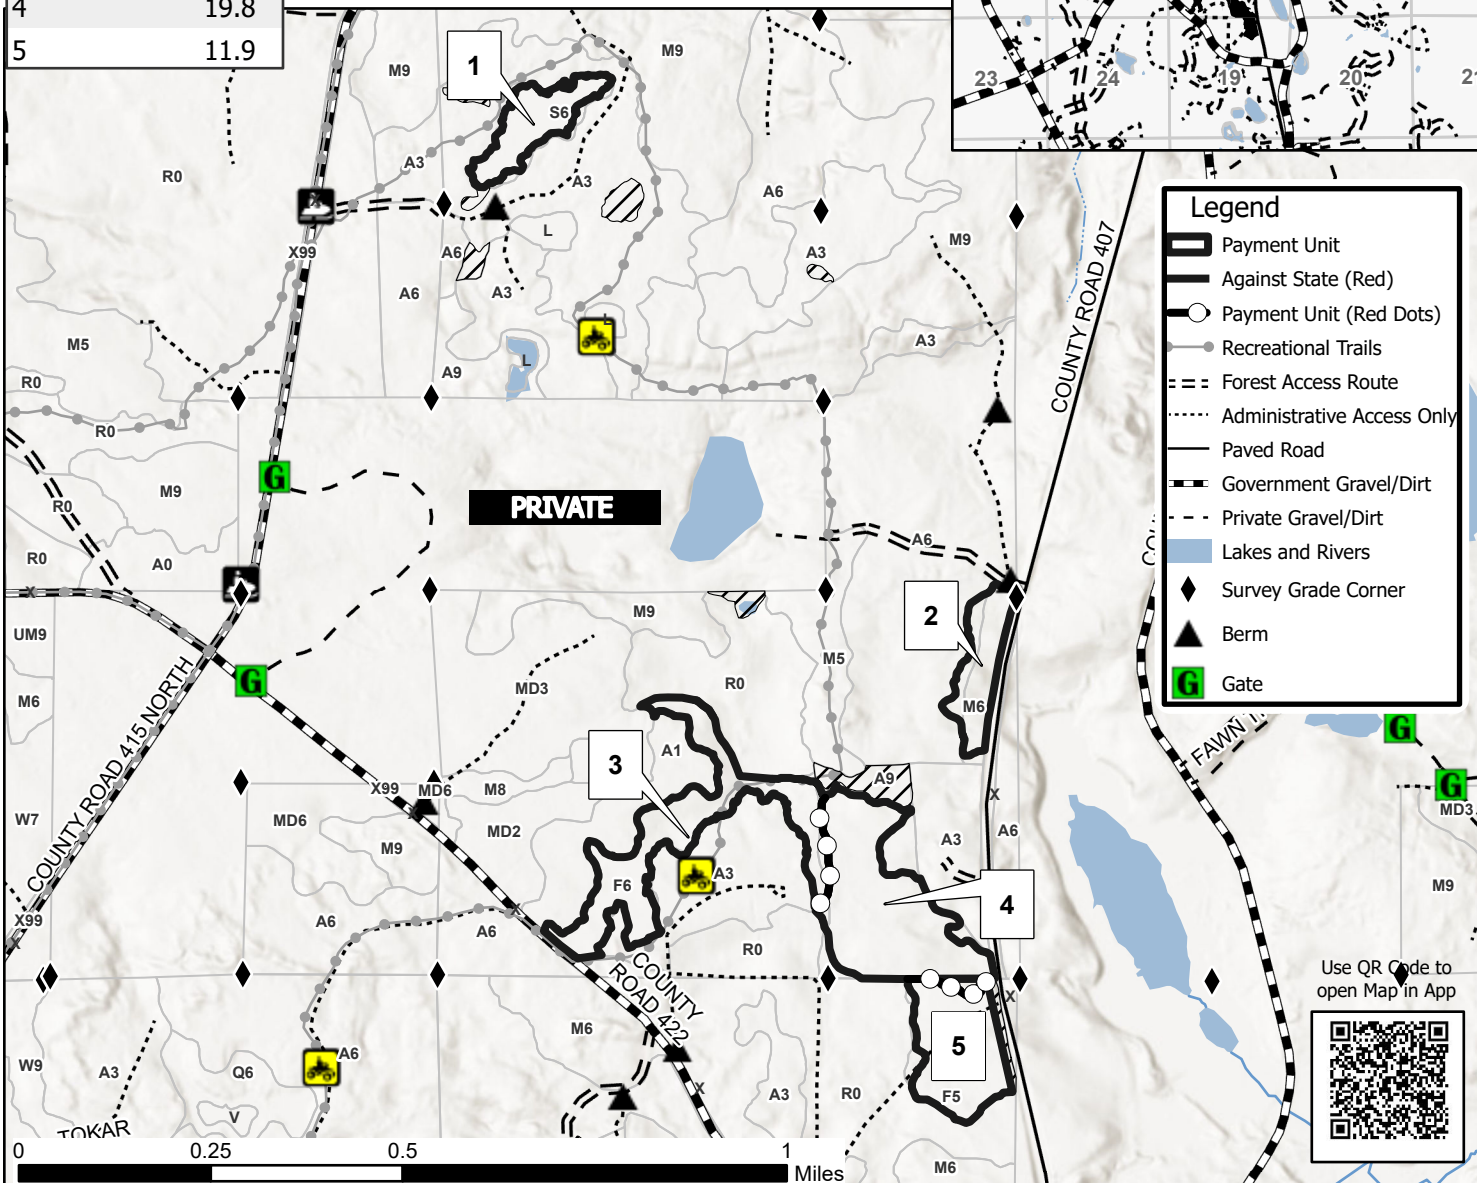 4 19.8
5 11.9
23 24 19 20
1
M9
M9
S6
R0
A3
A3
A6
M9
X99
A6
L
A3
A6
A3
M5
L
A3
R0
A9
L
COUNTY ROAD 407
R0
M9
PRIVATE
R0
A6
R0
A0
M9
2
UM9
M5
MD3
R0
M6
M6
COUNTY ROAD 415 NORTH
3
A1
FAWN
X
X99
MD6
M8
A9
MD3
W7
MD6
MD2
M9
A3
A6
F6
A3
M9
4
X99
A6
A6
R0
COUNTY
ROAD 422
X
M6
5
W9
A3
Q6
A6
A3
R0
F5
V
TOKAR
M6
Legend
Payment Unit
Against State (Red)
Payment Unit (Red Dots)
Recreational Trails
Forest Access Route
Administrative Access Only
Paved Road
Government Gravel/Dirt
Private Gravel/Dirt
Lakes and Rivers
Survey Grade Corner
Berm
G Gate
G
G
G
G
Use QR Code to
open Map in App
0 0.25 0.5 1
Miles